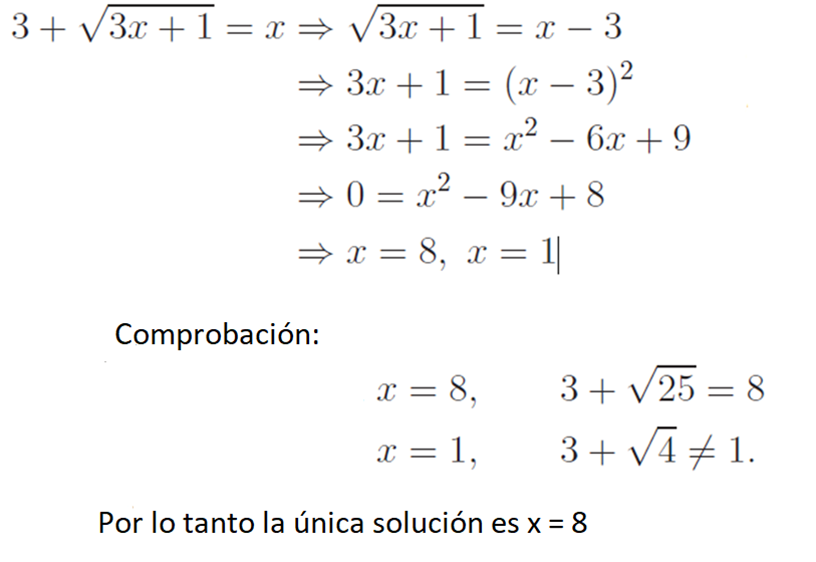 3 + √3x + 1 = x ⇒ √3x + 1 = x − 3
⇒ 3x + 1 = (x − 3)²
⇒ 3x + 1 = x² − 6x + 9
⇒ 0 = x² − 9x + 8
⇒ x = 8, x = 1
Comprobación:
x = 8, 3 + √25 = 8
x = 1, 3 + √4 ≠ 1.
Por lo tanto la única solución es x = 8